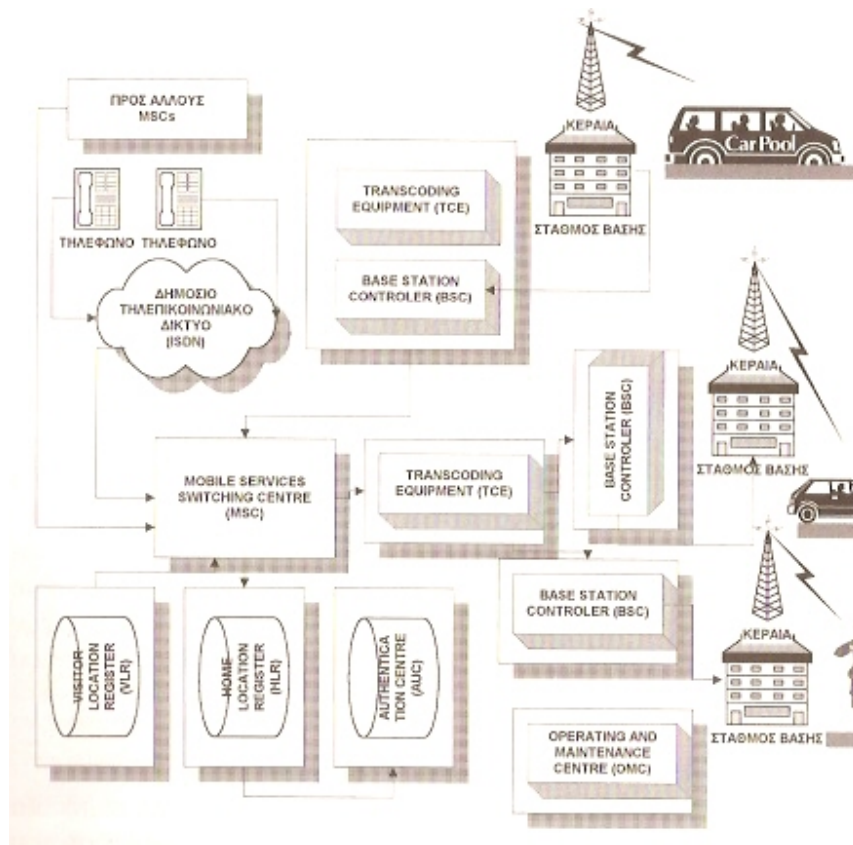 ΠΡΟΣ ΑΛΛΟΥΣ
MSCs
ΤΗΛΕΦΩΝΟ
ΤΗΛΕΦΩΝΟ
ΔΗΜΟΣΙΟ
ΤΗΛΕΠΙΚΟΙΝΩΝΙΑΚΟ
ΔΙΚΤΥΟ
(ISDN)
TRANSCODING
EQUIPMENT (TCE)
BASE STATION
CONTROLER (BSC)
ΚΕΡΑΙΑ
ΣΤΑΘΜΟΣ ΒΑΣΗΣ
Car Pool
MOBILE SERVICES
SWITCHING CENTRE
(MSC)
TRANSCODING
EQUIPMENT (TCE)
BASE STATION
CONTROLER (BSC)
ΚΕΡΑΙΑ
ΣΤΑΘΜΟΣ ΒΑΣΗΣ
BASE STATION
CONTROLER (BSC)
ΚΕΡΑΙΑ
ΣΤΑΘΜΟΣ ΒΑΣΗΣ
VISITOR
LOCATION
REGISTER
(VLR)
HOME
LOCATION
REGISTER
(HLR)
AUTHENTICA
TION CENTRE
(AUC)
OPERATING AND
MAINTENANCE
CENTRE (OMC)